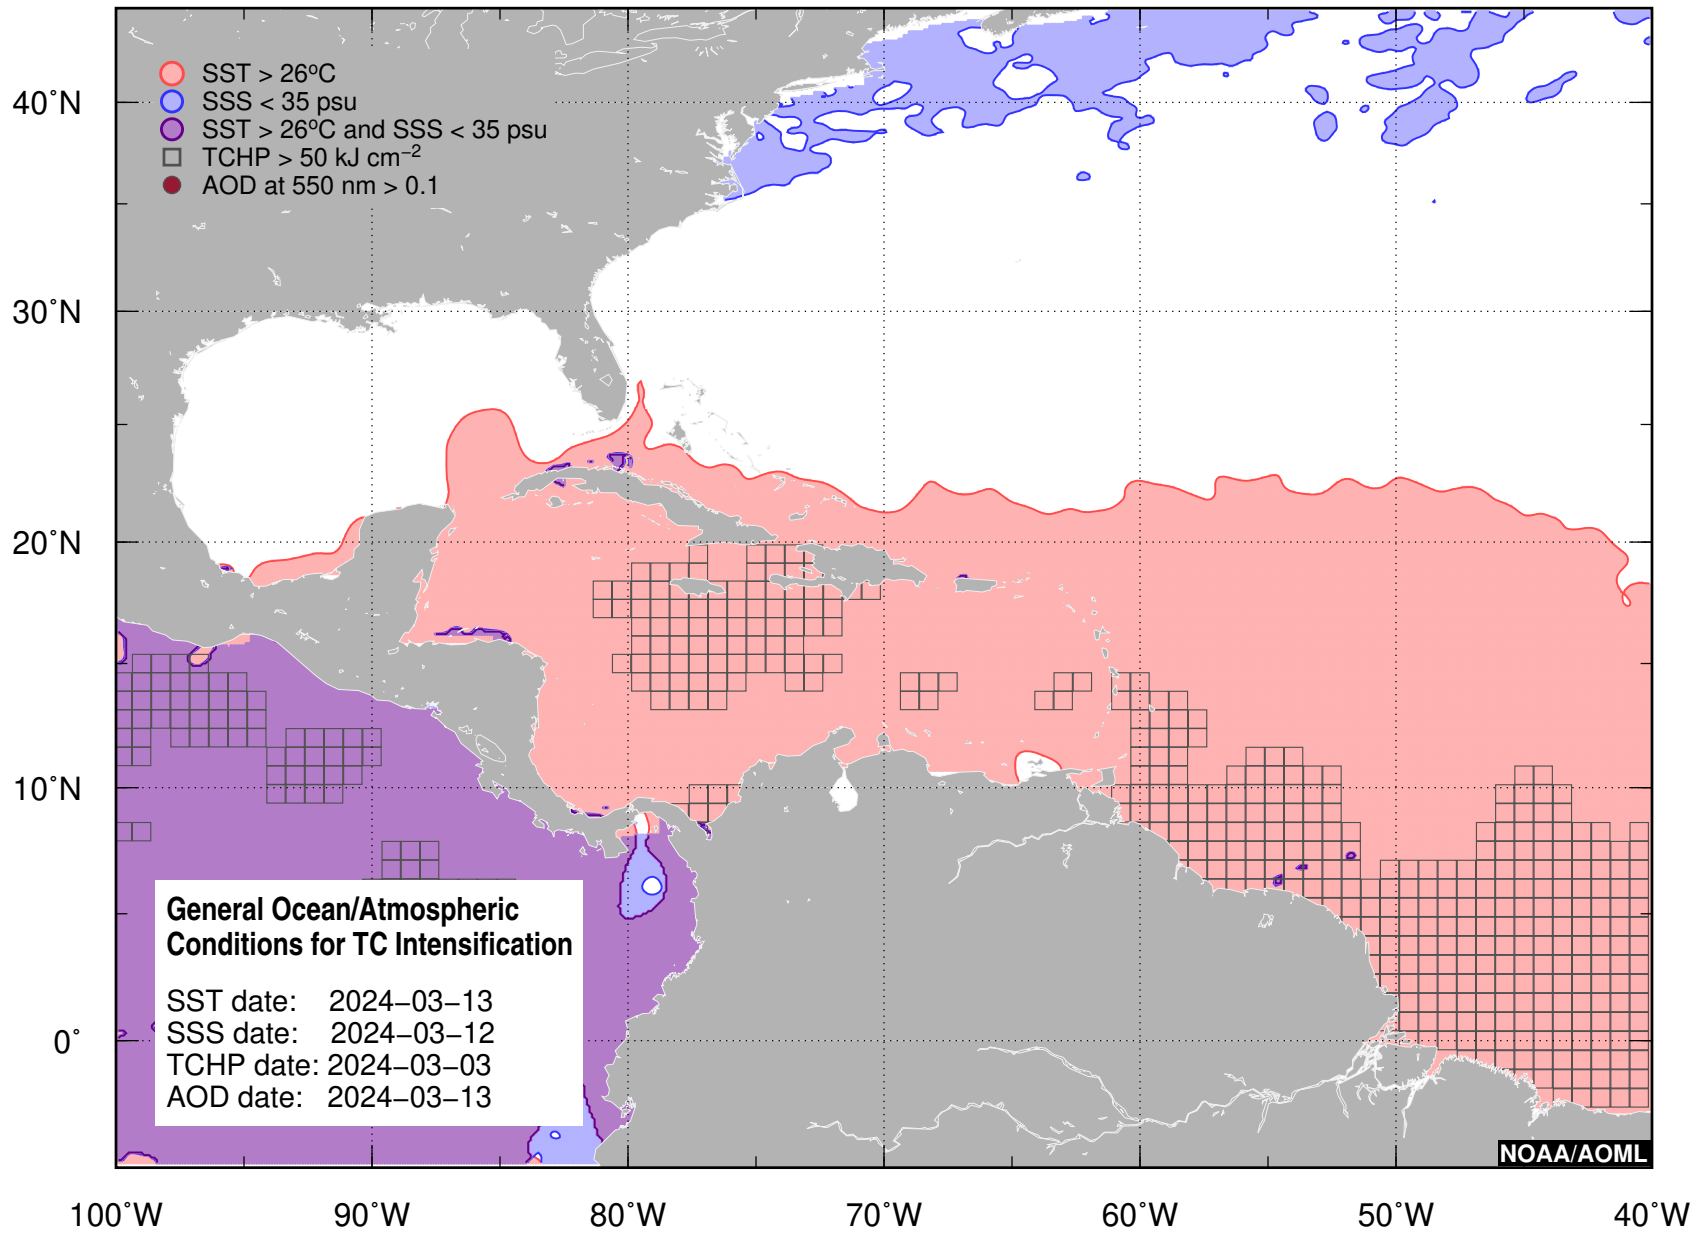 SST > 26ºC
SSS < 35 psu
SST > 26ºC and SSS < 35 psu
TCHP > 50 kJ cm⁻²
AOD at 550 nm > 0.1
40˚N
30˚N
20˚N
10˚N
0˚
General Ocean/Atmospheric
Conditions for TC Intensification
SST date: 2024−03−13
SSS date: 2024−03−12
TCHP date: 2024−03−03
AOD date: 2024−03−13
NOAA/AOML
100˚W 90˚W 80˚W 70˚W 60˚W 50˚W 40˚W